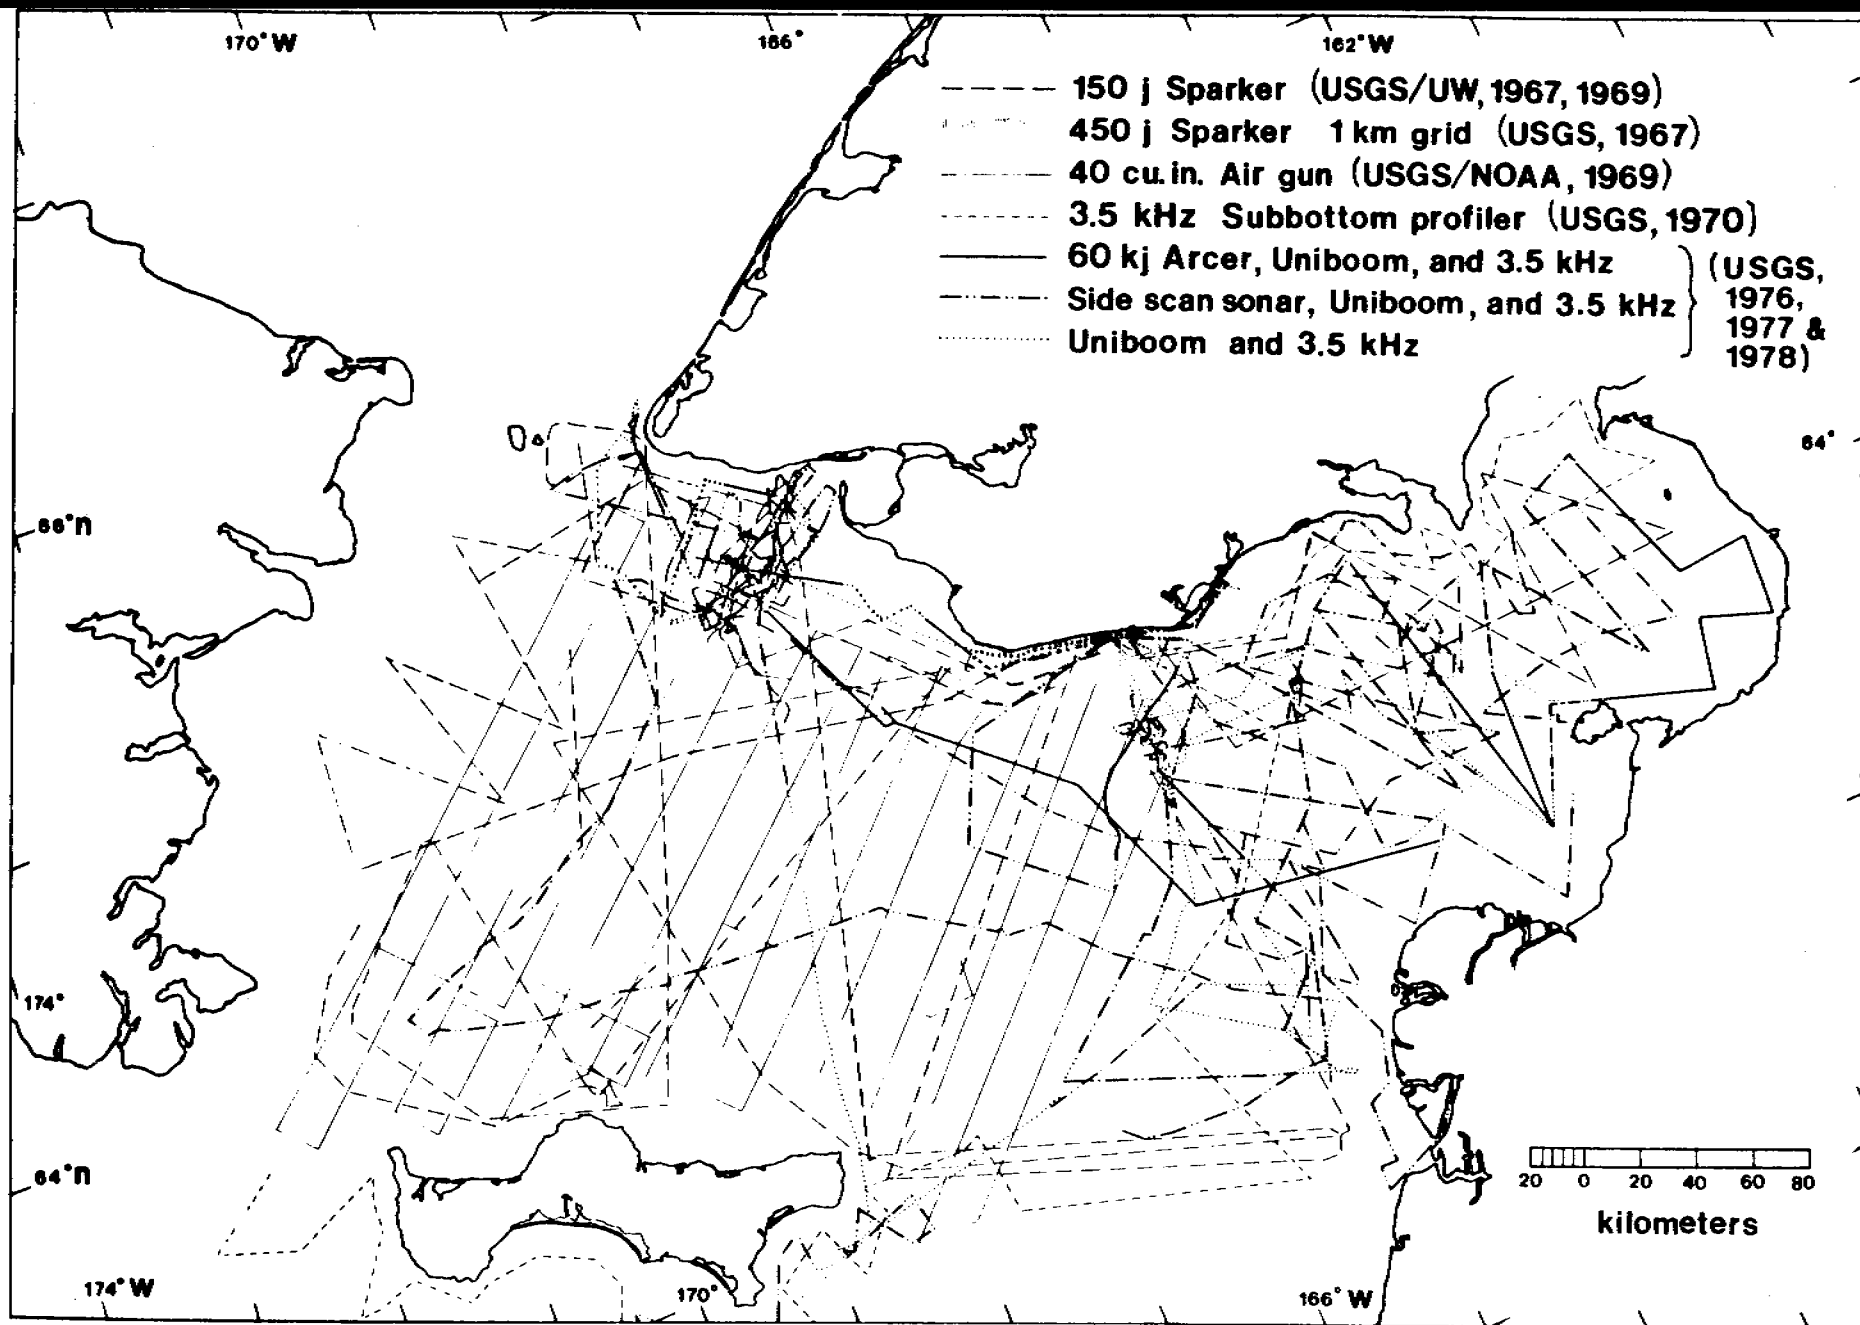 170°W
166°
162°W
150 j Sparker (USGS/UW, 1967, 1969)
450 j Sparker 1 km grid (USGS, 1967)
40 cu. in. Air gun (USGS/NOAA, 1969)
3.5 kHz Subbottom profiler (USGS, 1970)
60 kj Arcer, Uniboom, and 3.5 kHz
Side scan sonar, Uniboom, and 3.5 kHz
Uniboom and 3.5 kHz
(USGS,
1976,
1977 &
1978)
64°
66°n
174°
64°n
20 0 20 40 60 80
kilometers
174°W
170°
166°W